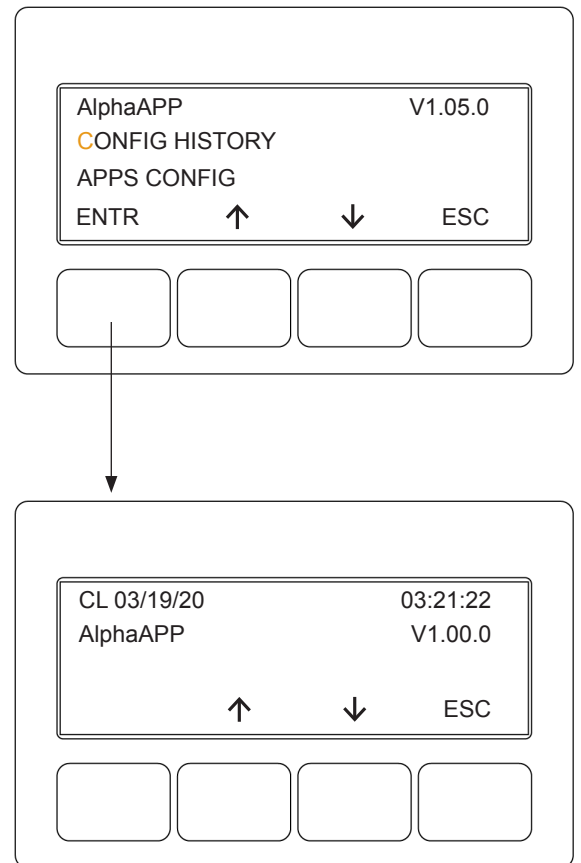 AlphaAPP V1.05.0
CONFIG HISTORY
APPS CONFIG
ENTR ↑ ↓ ESC
CL 03/19/20 03:21:22
AlphaAPP V1.00.0
↑ ↓ ESC